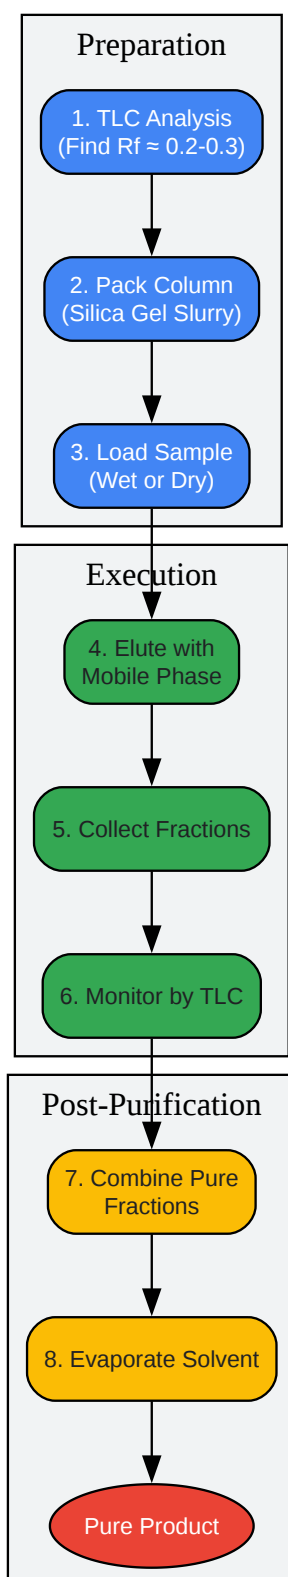 Preparation
1. TLC Analysis
(Find Rf ≈ 0.2-0.3)
2. Pack Column
(Silica Gel Slurry)
3. Load Sample
(Wet or Dry)
Execution
4. Elute with
Mobile Phase
5. Collect Fractions
6. Monitor by TLC
Post-Purification
7. Combine Pure
Fractions
8. Evaporate Solvent
Pure Product